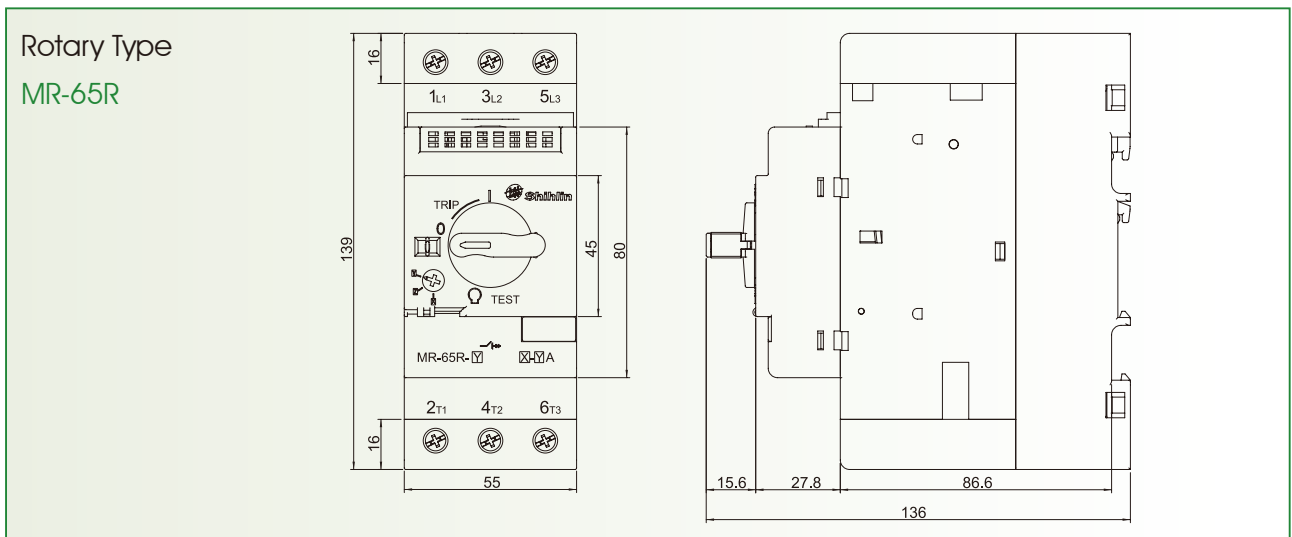 Rotary Type
MR-65R
16
1L1 3L2 5L3
Shihlin
TRIP
139
45
80
TEST
MR-65R-Y X-YA
2T1 4T2 6T3
16
55
15.6 27.8 86.6
136